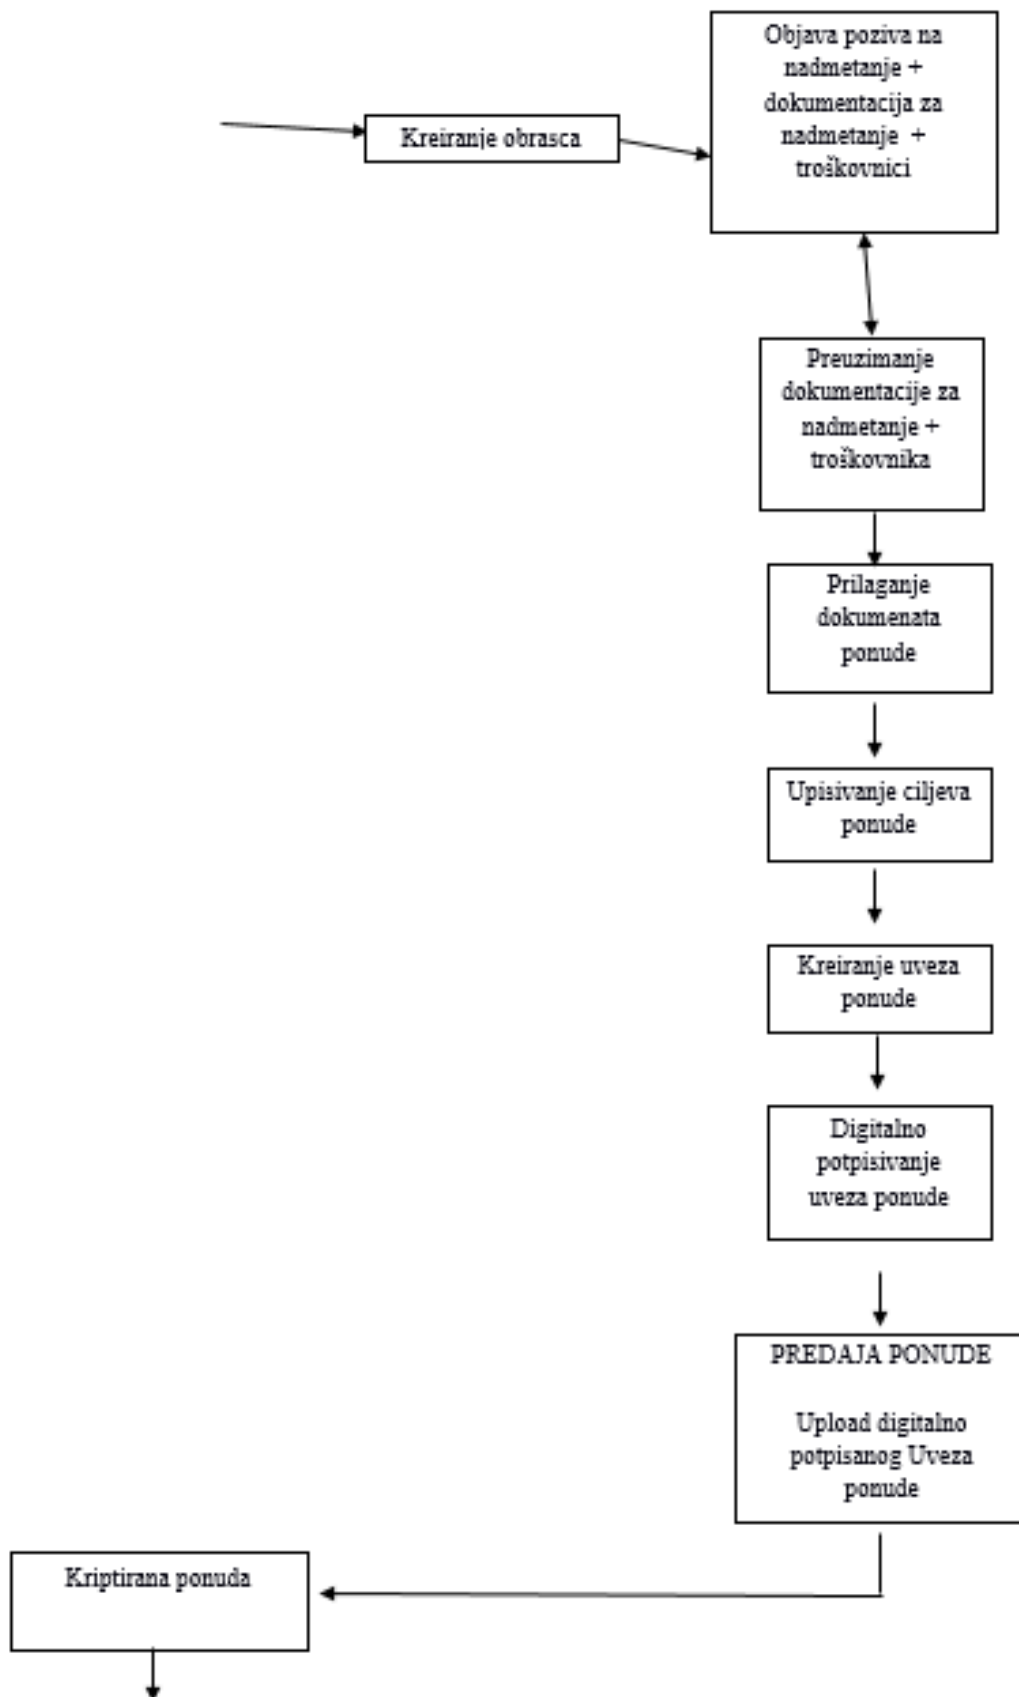 Objava poziva na
nadmetanje +
dokumentacija za
nadmetanje +
troškovnici
Kreiranje obrasca
Preuzimanje
dokumentacije za
nadmetanje +
troškovnika
Prilaganje
dokumenata
ponude
Upisivanje ciljeva
ponude
Kreiranje uveza
ponude
Digitalno
potpisivanje
uveza ponude
PREDAJA PONUDE
Upload digitalno
potpisanog Uveza
ponude
Kriptirana ponuda